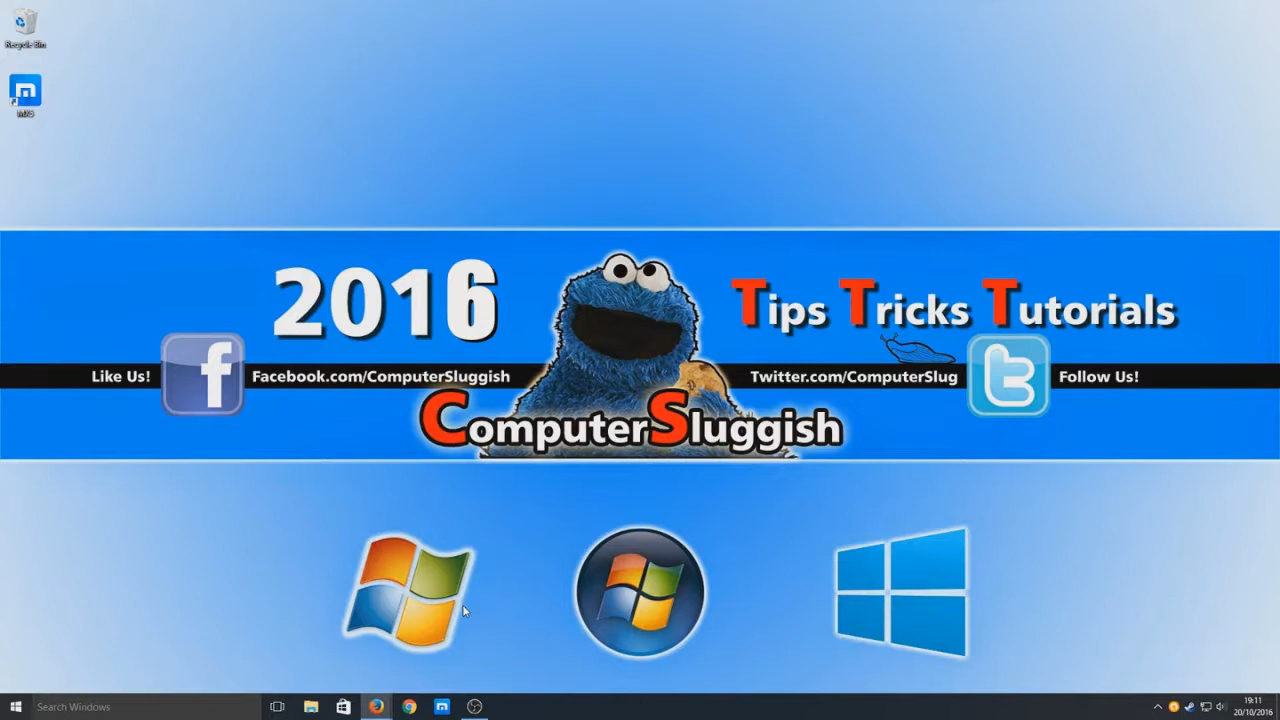 Recycle Bin
MX5
2016
Tips Tricks Tutorials
Like Us!
Facebook.com/ComputerSluggish
Twitter.com/ComputerSlug
Follow Us!
ComputerSluggish
Search Windows
19:11
20/10/2016